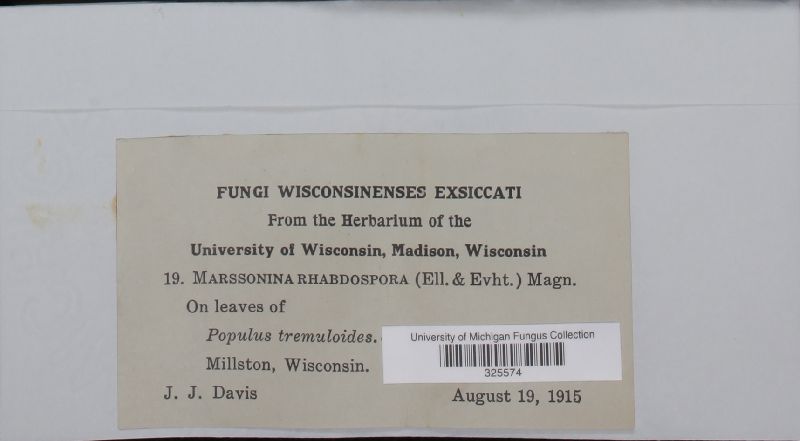 FUNGI WISCONSINENSES EXSICCATI
From the Herbarium of the
University of Wisconsin, Madison, Wisconsin
19. MARSSONINA RHABDOSPORA (Ell. & Evht.) Magn.
On leaves of
Populus tremuloides.
University of Michigan Fungus Collection
325574
Millston, Wisconsin.
J. J. Davis August 19, 1915